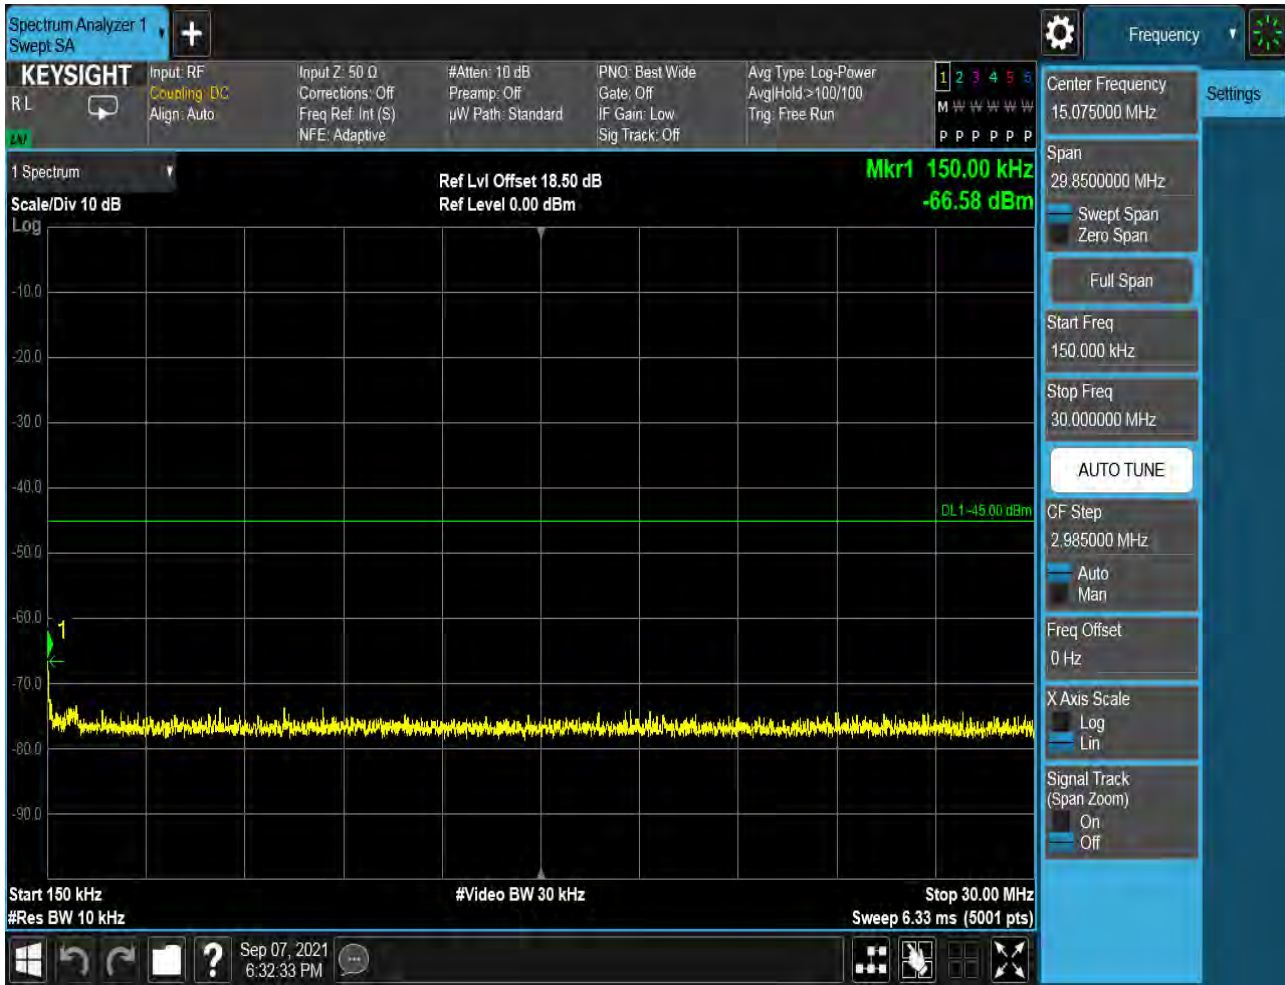 Spectrum Analyzer 1
Swept SA
Frequency
KEYSIGHT
R L
LXI
Input: RF
Coupling: DC
Align: Auto
Input Z: 50 Ω
Corrections: Off
Freq Ref: Int (S)
NFE: Adaptive
#Atten: 10 dB
Preamp: Off
µW Path: Standard
PNO: Best Wide
Gate: Off
IF Gain: Low
Sig Track: Off
Avg Type: Log-Power
Avg|Hold:>100/100
Trig: Free Run
1 2 3 4 5 6
M W W W W W
P P P P P P
1 Spectrum
Scale/Div 10 dB
Log
Ref Lvl Offset 18.50 dB
Ref Level 0.00 dBm
Mkr1 150.00 kHz
-66.58 dBm
-10.0
-20.0
-30.0
-40.0
DL1 -45.00 dBm
-50.0
-60.0
1
-70.0
-80.0
-90.0
Start 150 kHz
#Res BW 10 kHz
#Video BW 30 kHz
Stop 30.00 MHz
Sweep 6.33 ms (5001 pts)
Center Frequency
15.075000 MHz
Settings
Span
29.8500000 MHz
Swept Span
Zero Span
Full Span
Start Freq
150.000 kHz
Stop Freq
30.000000 MHz
AUTO TUNE
CF Step
2.985000 MHz
Auto
Man
Freq Offset
0 Hz
X Axis Scale
Log
Lin
Signal Track
(Span Zoom)
On
Off
?
Sep 07, 2021
6:32:33 PM